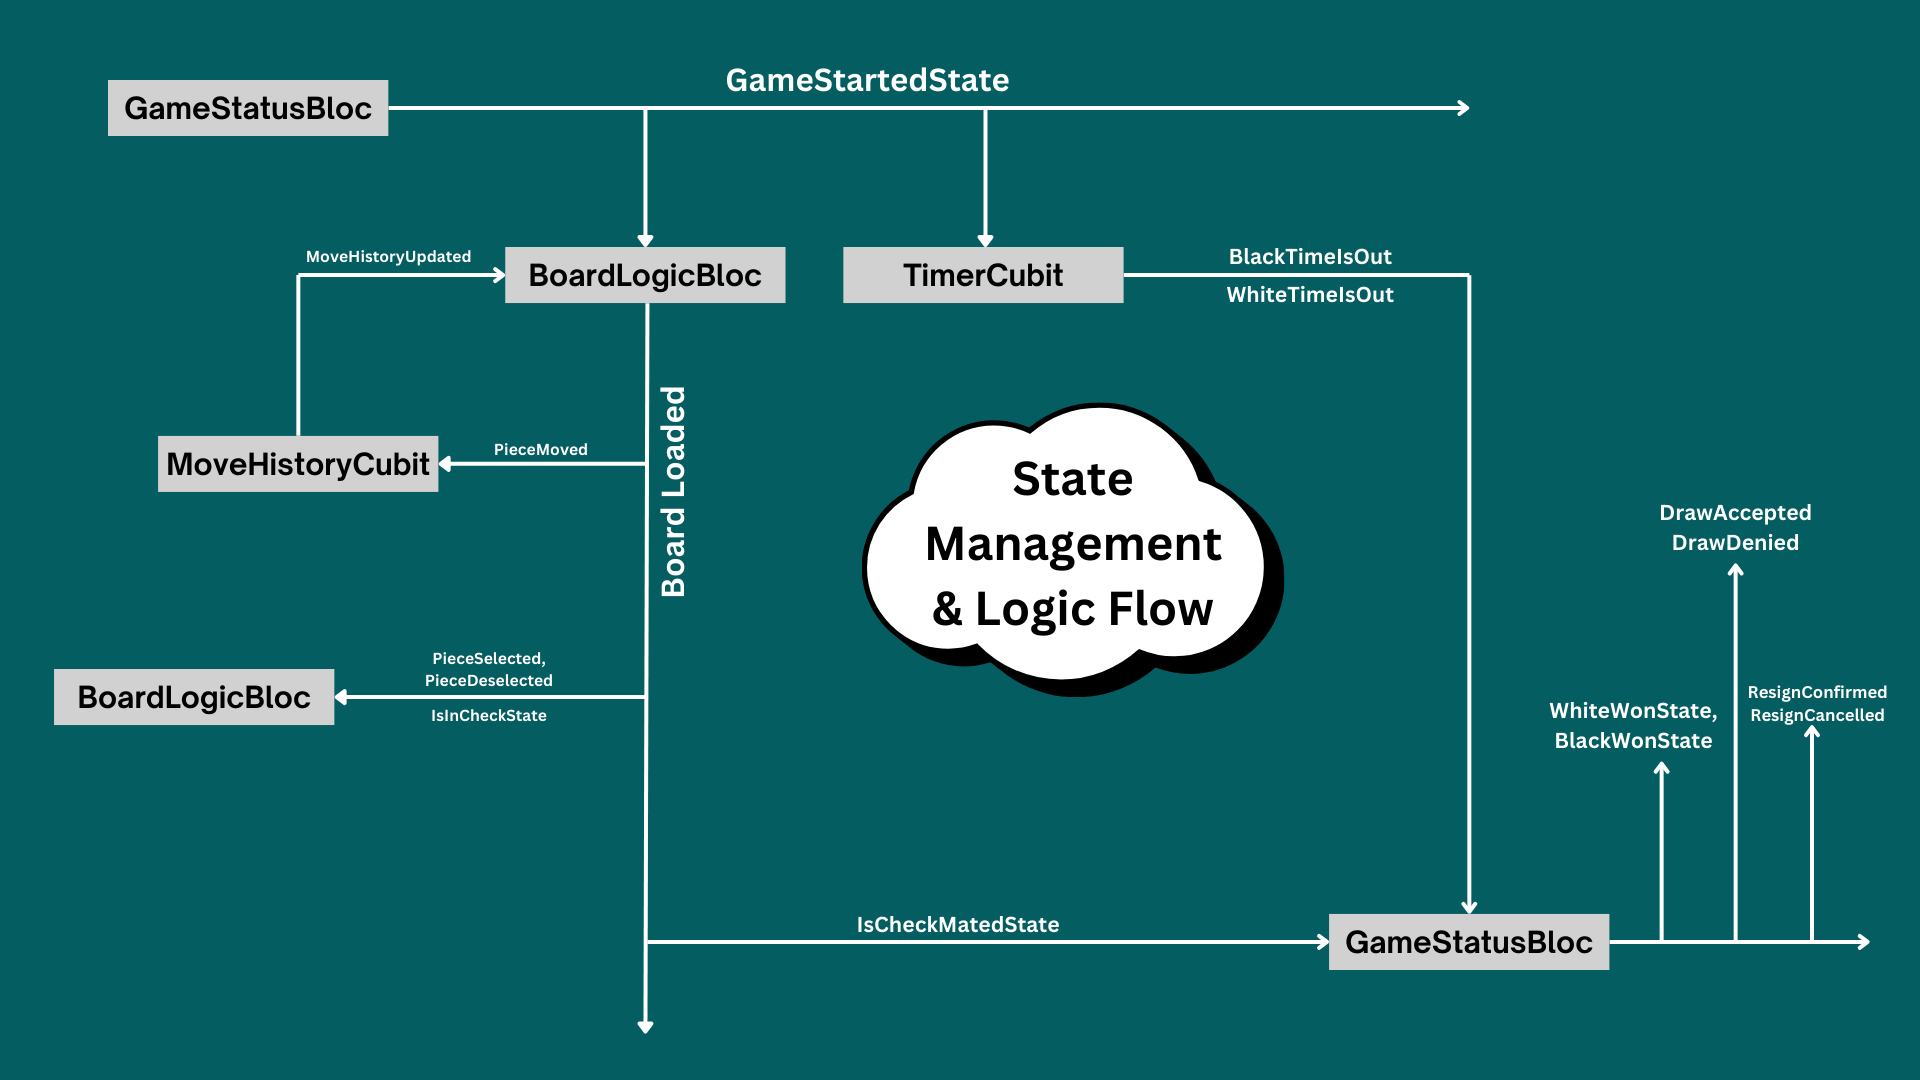 GameStartedState
GameStatusBloc
MoveHistoryUpdated
BoardLogicBloc
TimerCubit
BlackTimeIsOut
WhiteTimeIsOut
Board Loaded
PieceMoved
MoveHistoryCubit
State
Management
& Logic Flow
DrawAccepted
DrawDenied
PieceSelected,
PieceDeselected
BoardLogicBloc
IsInCheckState
WhiteWonState,
BlackWonState
ResignConfirmed
ResignCancelled
IsCheckMatedState
GameStatusBloc